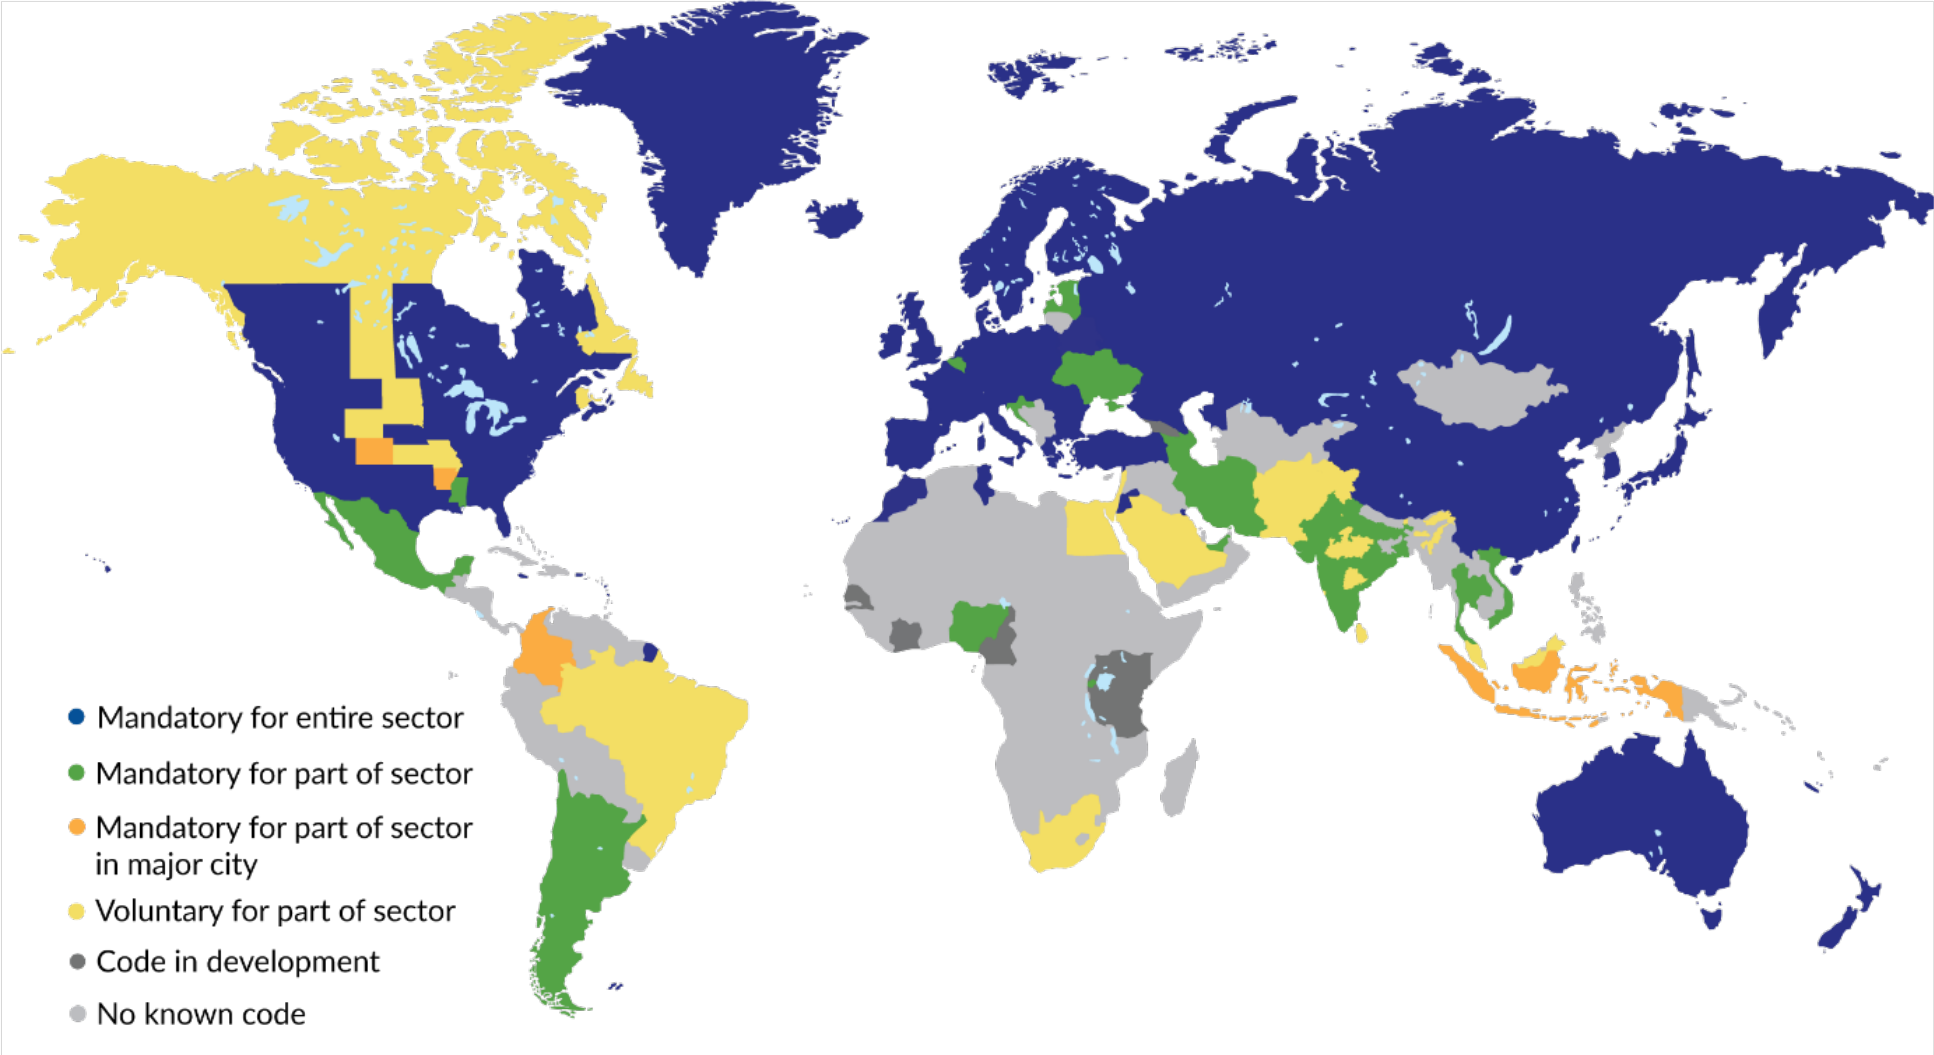 Mandatory for entire sector
Mandatory for part of sector
Mandatory for part of sector
in major city
Voluntary for part of sector
Code in development
No known code